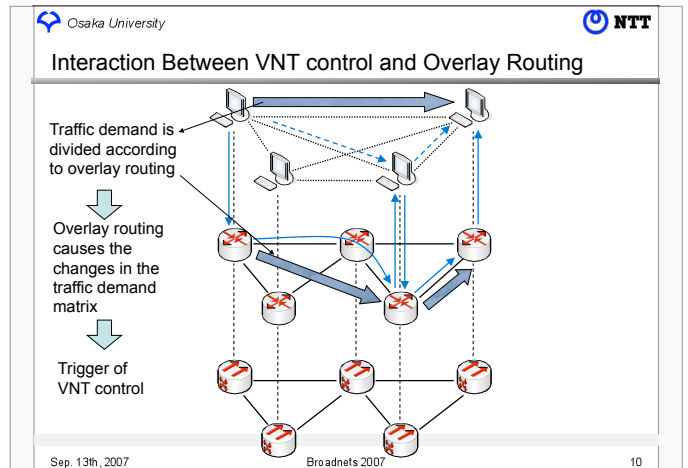 Osaka University
NTT
Interaction Between VNT control and Overlay Routing
Traffic demand is
divided according
to overlay routing
Overlay routing
causes the
changes in the
traffic demand
matrix
Trigger of
VNT control
Sep. 13th, 2007
Broadnets 2007
10